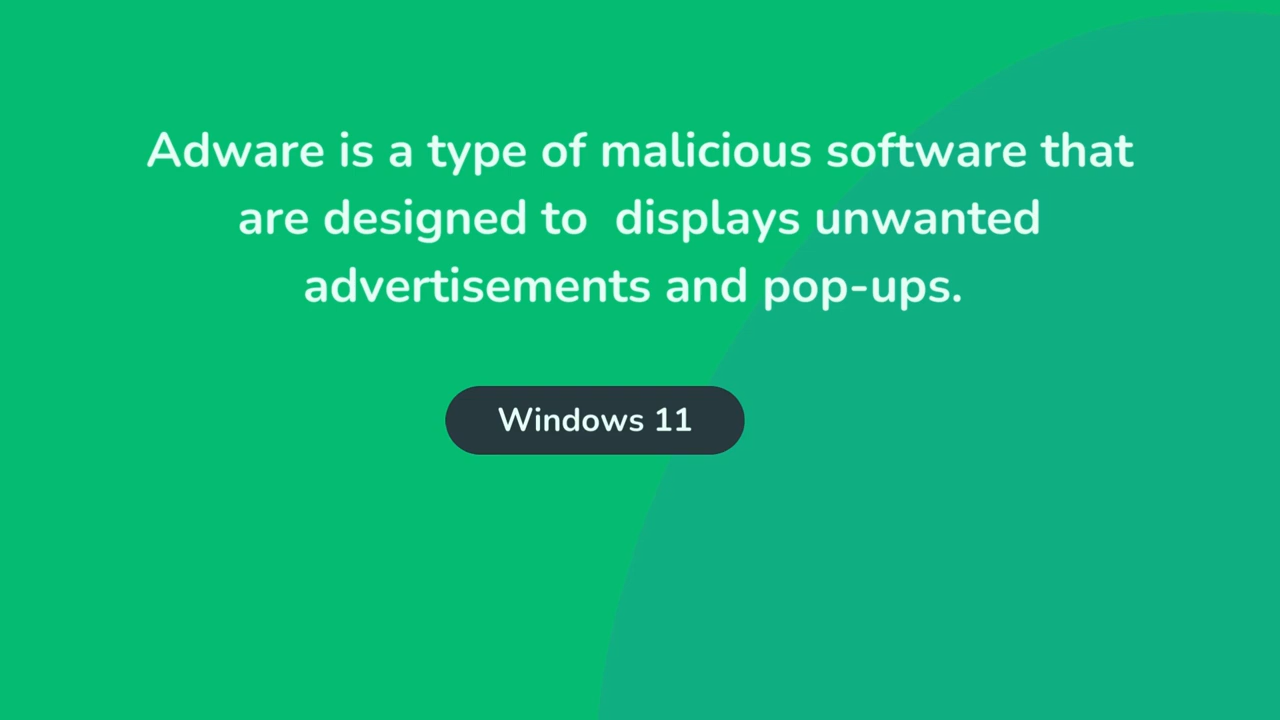 Adware is a type of malicious software that
are designed to  displays unwanted
advertisements and pop-ups.
Windows 11